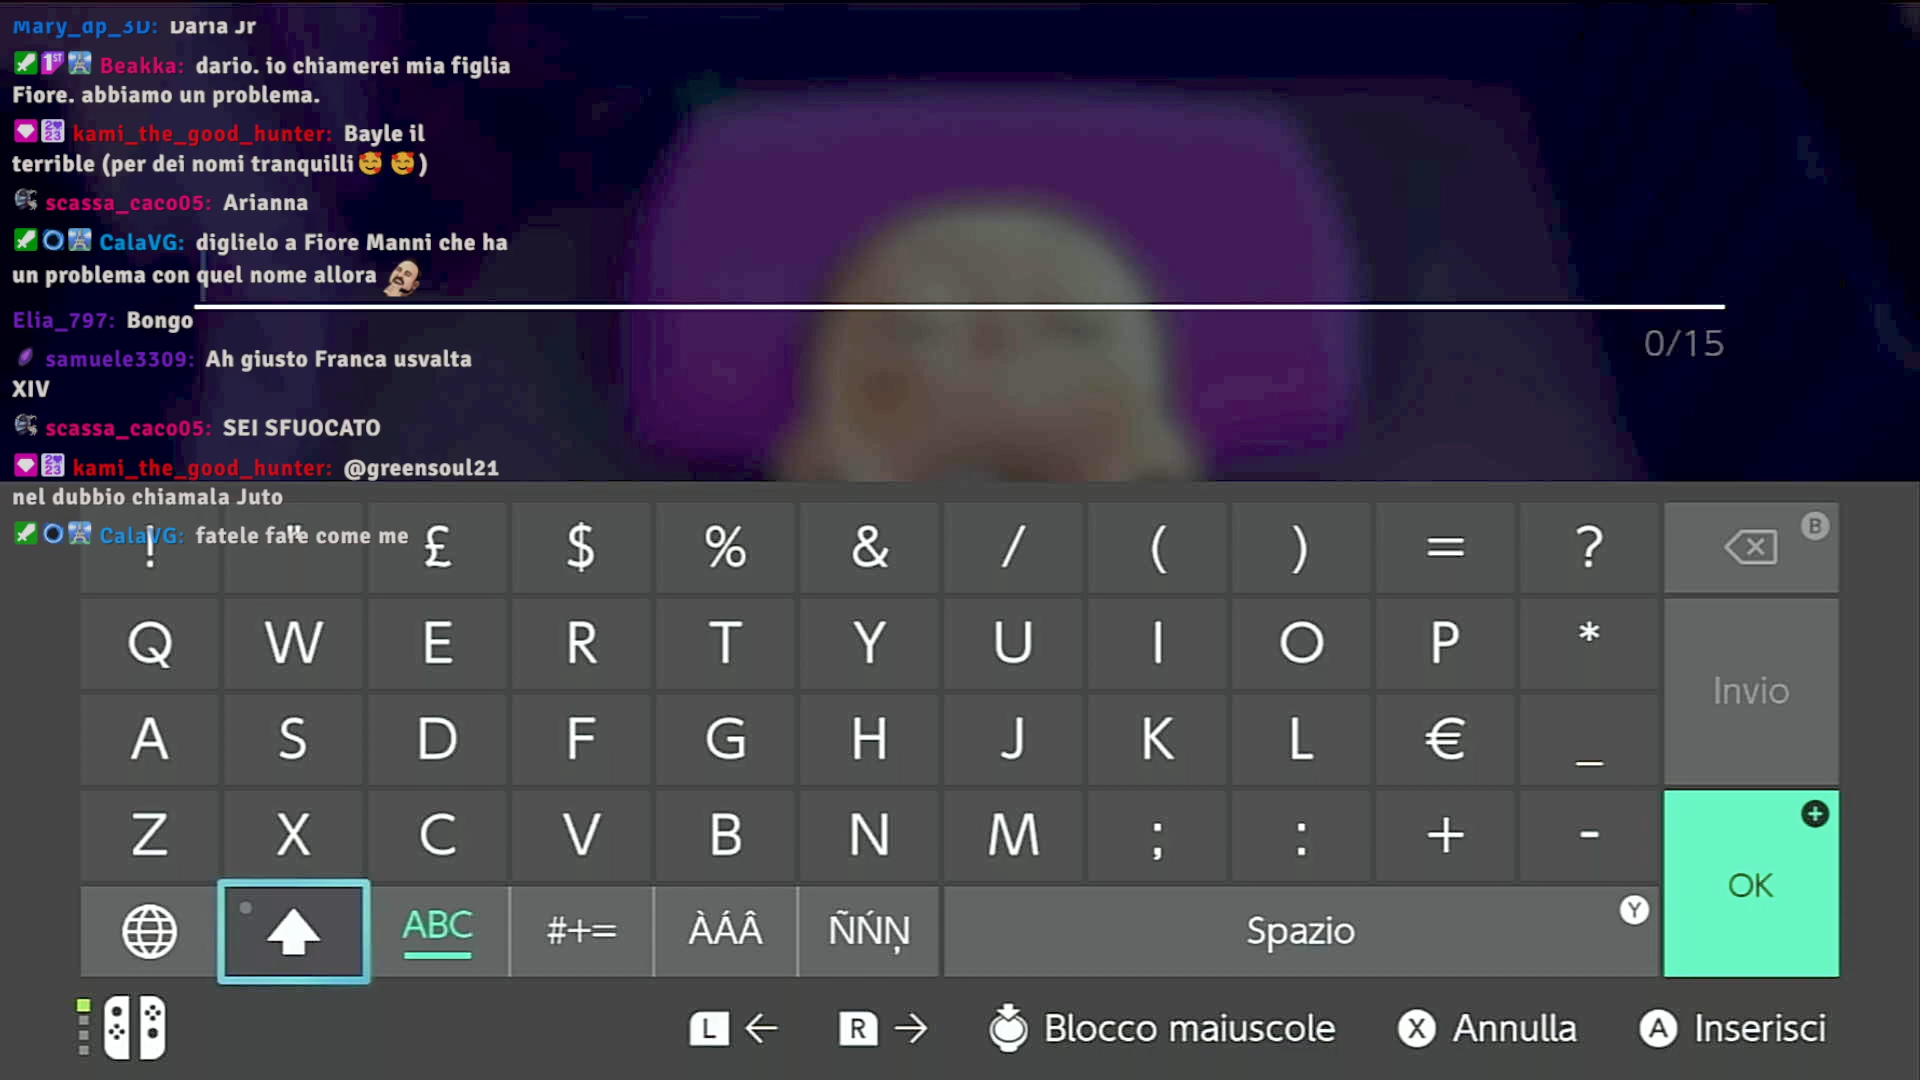 Mary_ap_3D: Daria Jr
Beakka: dario. io chiamerei mia figlia
Fiore. abbiamo un problema.
kami_the_good_hunter: Bayle il
terrible (per dei nomi tranquilli🥰 🥰)
scassa_caco05: Arianna
CalaVG: diglielo a Fiore Manni che ha
un problema con quel nome allora
Elia_797: Bongo
0/15
samuele3309: Ah giusto Franca usvalta
XIV
scassa_caco05: SEI SFUOCATO
kami_the_good_hunter: @greensoul21
nel dubbio chiamala Juto
CalaVG: fatele fare come me
! " £ $ % & / ( ) = ? B
Q W E R T Y U I O P *
Invio
A S D F G H J K L € _
Z X C V B N M ; : + -
OK
ABC #+= ÀÁÂ ÑŃŅ Spazio Y
L ← R → Blocco maiuscole X Annulla A Inserisci